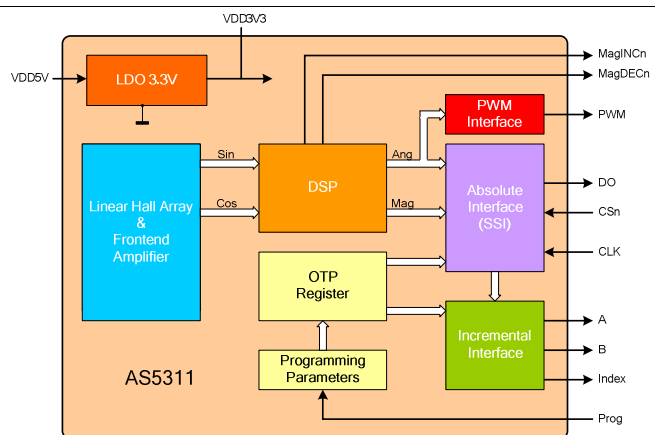 VDD3V3
VDD5V
LDO 3.3V
MagINCn
MagDECn
PWM
Interface
PWM
Sin
Cos
Linear Hall Array
&
Frontend
Amplifier
DSP
Ang
Mag
Absolute
Interface
(SSI)
DO
CSn
CLK
OTP
Register
Programming
Parameters
Incremental
Interface
A
B
Index
Prog
AS5311